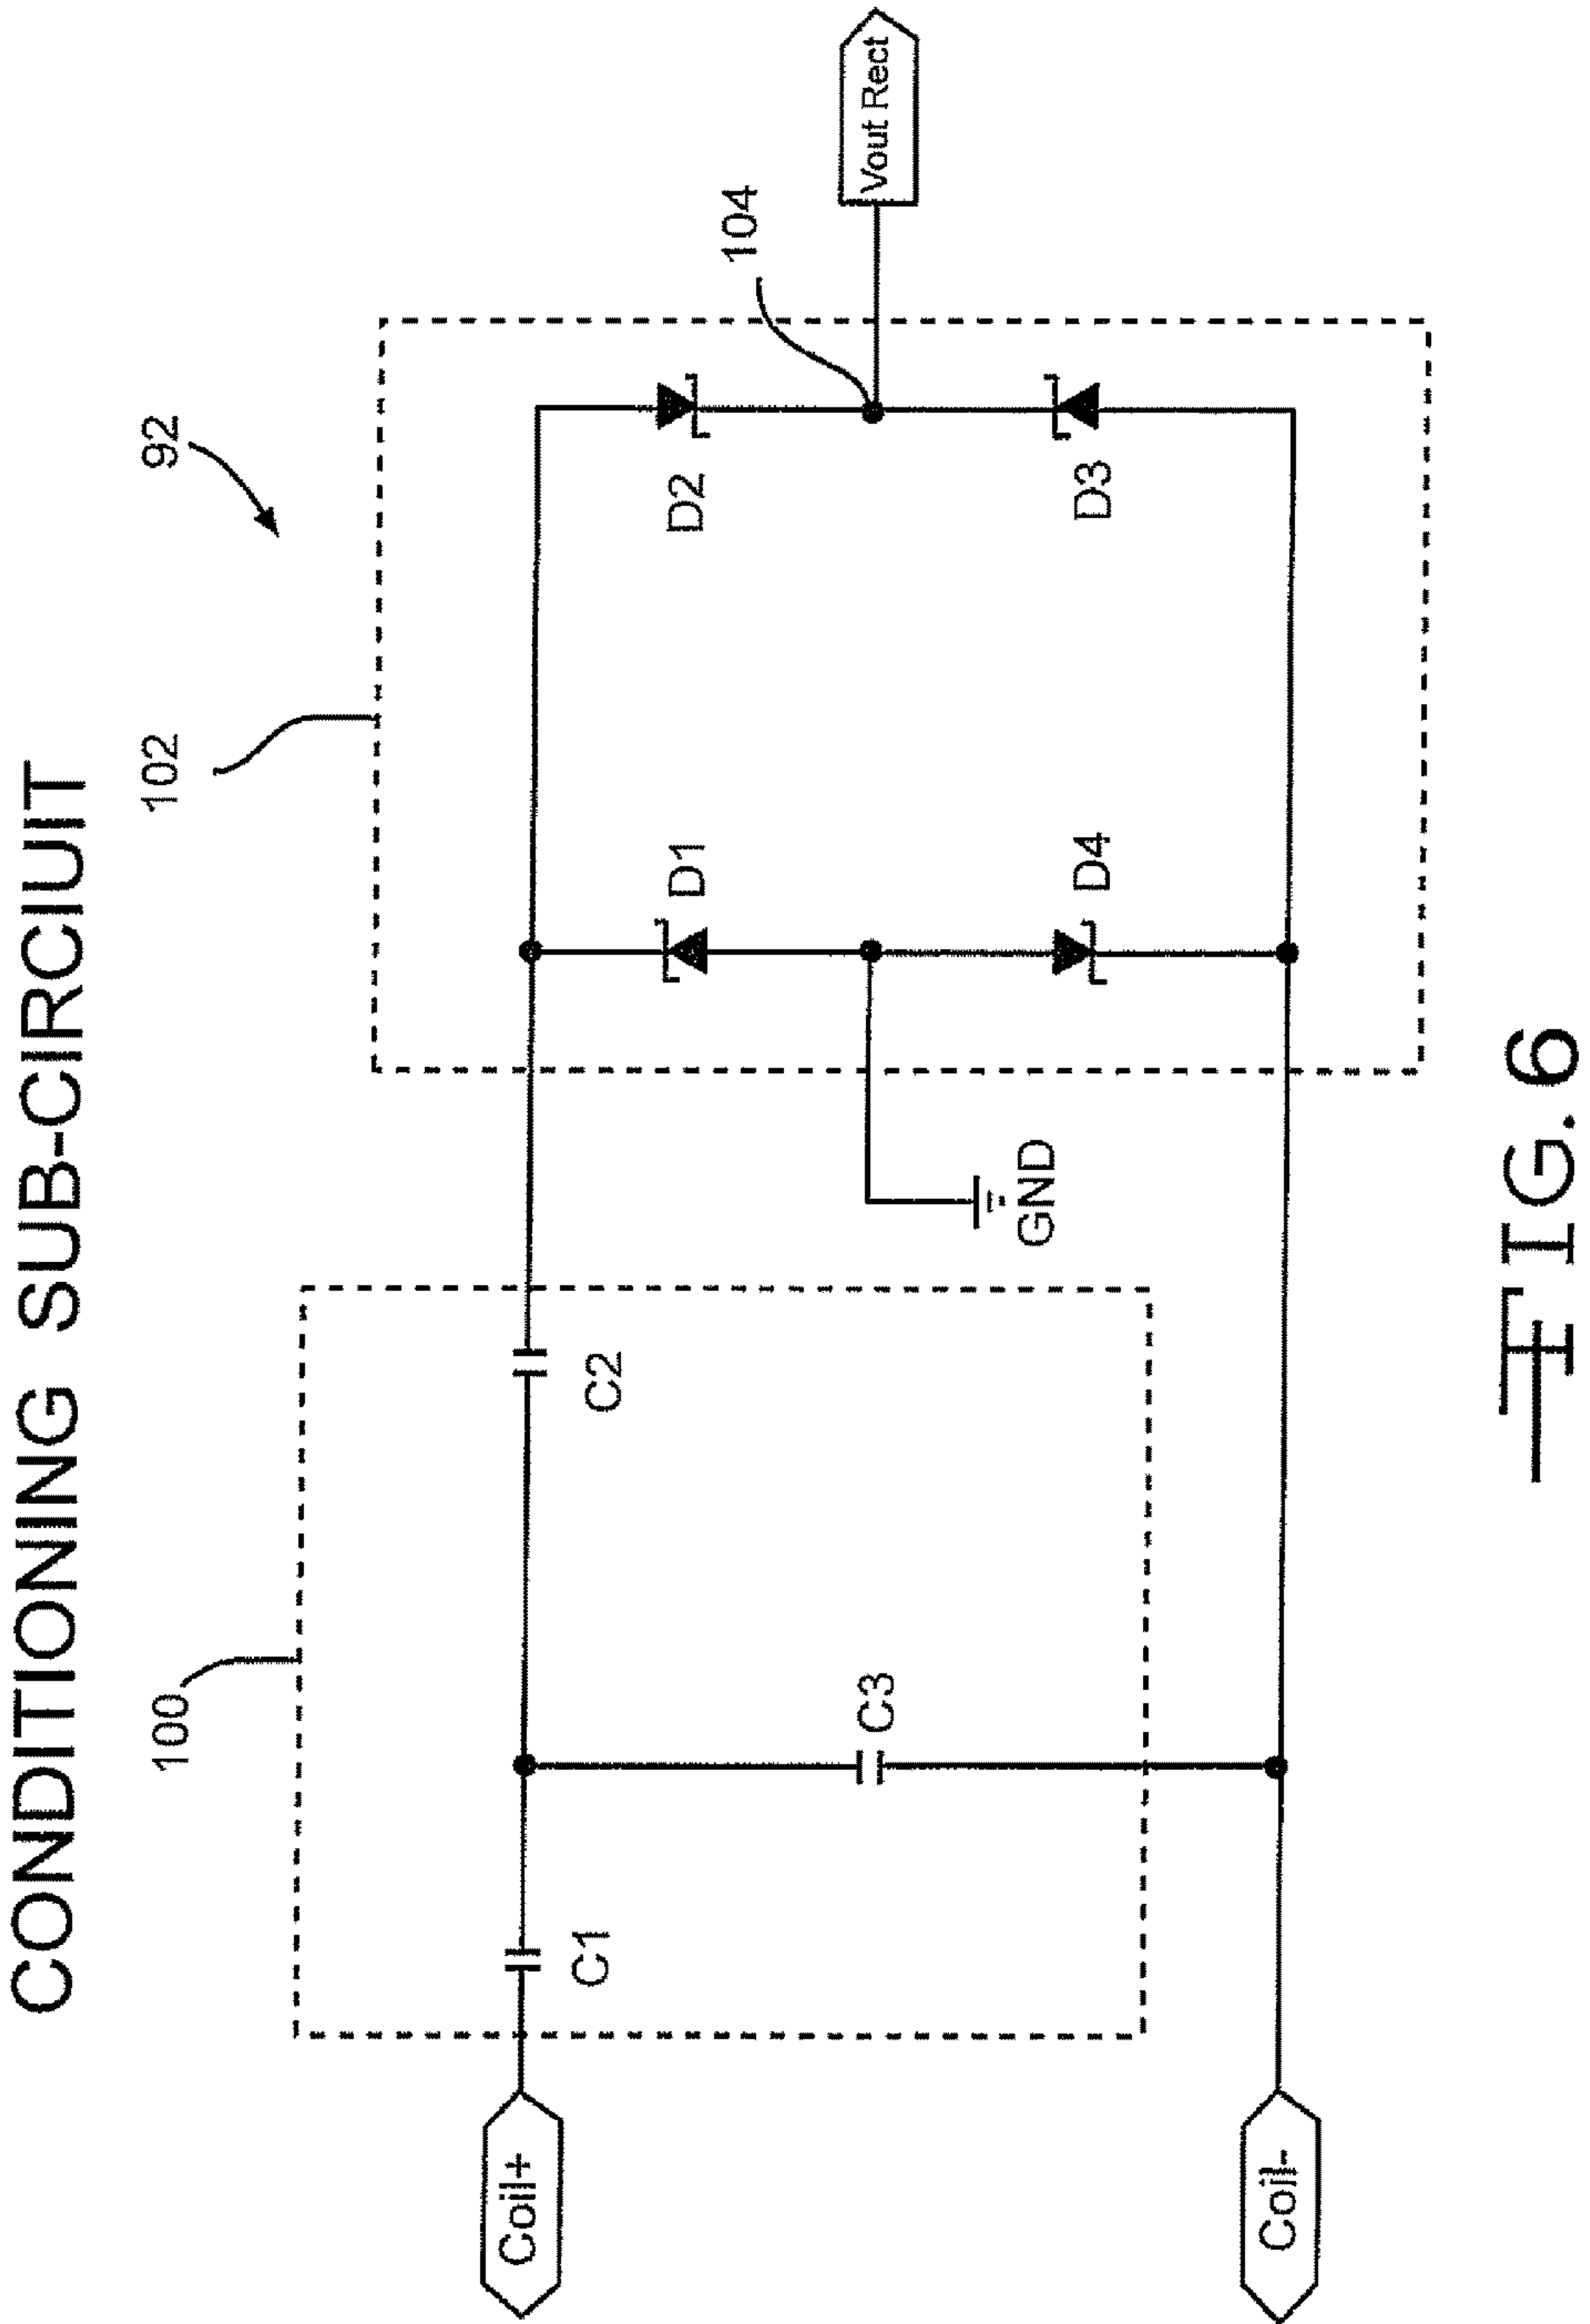 CONDITIONING SUB-CIRCIUIT
92
102
100
104
Coil+
C1
C2
C3
D1
D2
Vout Rect
GND
D4
D3
Coil-
FIG. 6